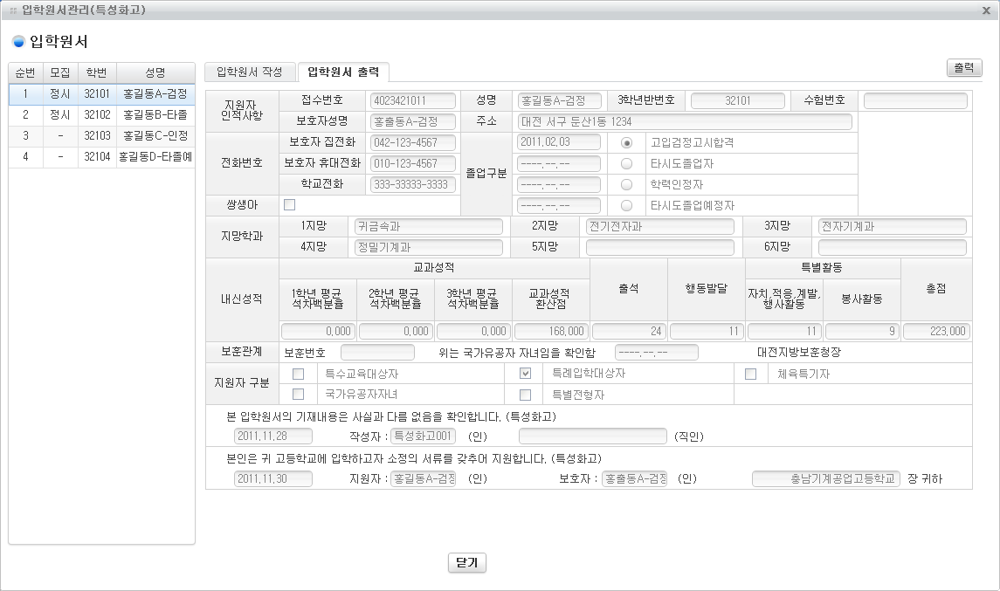 입학원서관리(특성화고)
입학원서
순번 모집 학번 성명
1 정시 32101 홍길동A-검정
2 정시 32102 홍길동B-타졸
3 - 32103 홍길동C-인정
4 - 32104 홍길동D-타졸예
입학원서 작성 입학원서 출력 출력
지원자 인적사항 접수번호 4023421011 성명 홍길동A-검정 3학년반번호 32101 수험번호
보호자성명 홍출동A-검정 주소 대전 서구 둔산1동 1234
전화번호 보호자 집전화 042-123-4567 졸업구분 2011.02.03 고입검정고시합격
보호자 휴대전화 010-123-4567 ----.--.-- 타시도졸업자
학교전화 333-33333-3333 ----.--.-- 학력인정자
쌍생아 ----.--.-- 타시도졸업예정자
지망학과 1지망 귀금속과 2지망 전기전자과 3지망 전자기계과
4지망 정밀기계과 5지망 6지망
내신성적 교과성적 출석 행동발달 특별활동 총점
1학년 평균 석차백분율 2학년 평균 석차백분율 3학년 평균 석차백분율 교과성적 환산점 자치,적응,계발, 행사활동 봉사활동
0.000 0.000 0.000 168.000 24 11 11 9 223.000
보훈관계 보훈번호 위는 국가유공자 자녀임을 확인함 ----.--.-- 대전지방보훈청장
지원자 구분 특수교육대상자 특례입학대상자 체육특기자
국가유공자자녀 특별전형자
본 입학원서의 기재내용은 사실과 다름 없음을 확인합니다. (특성화고)
2011.11.28 작성자 : 특성화고001 (인) (직인)
본인은 귀 고등학교에 입학하고자 소정의 서류를 갖추어 지원합니다. (특성화고)
2011.11.30 지원자 : 홍길동A-검정 (인) 보호자 : 홍출동A-검정 (인) 충남기계공업고등학교 장 귀하
닫기